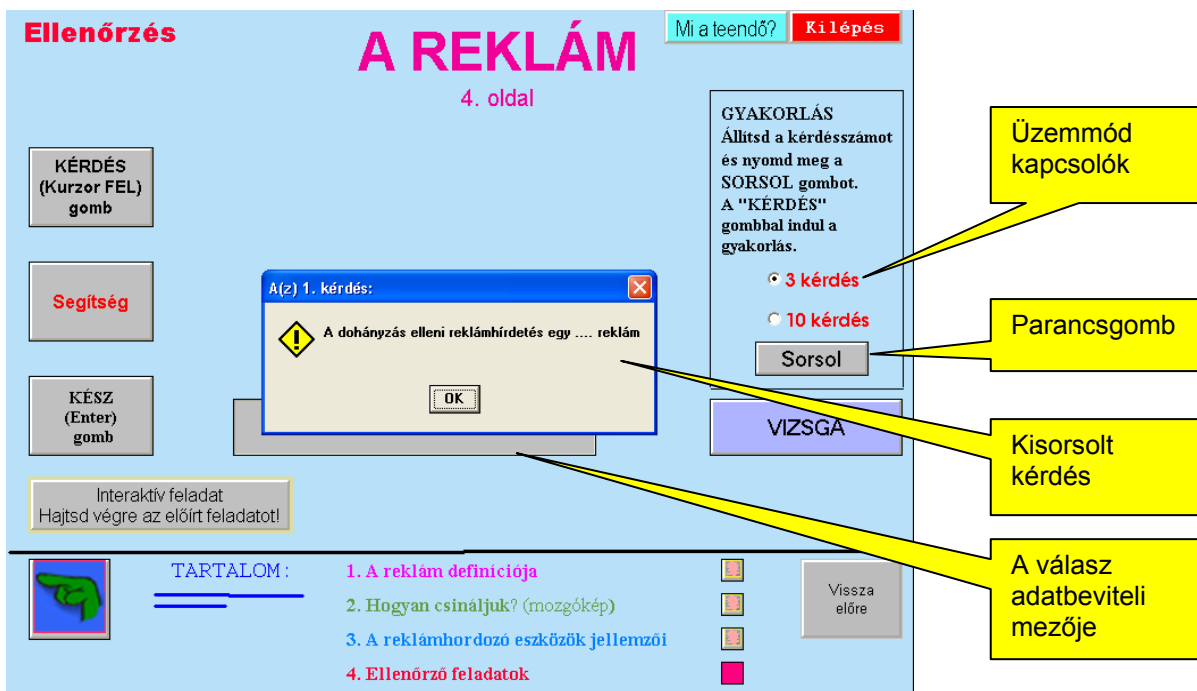 Ellenőrzés
A REKLÁM
4. oldal
Mi a teendő?
Kilépés
KÉRDÉS
(Kurzor FEL)
gomb
Segítség
KÉSZ
(Enter)
gomb
Interaktív feladat
Hajtsd végre az előírt feladatot!
GYAKORLÁS
Állítsd a kérdésszámot
és nyomd meg a
SORSOL gombot.
A "KÉRDÉS"
gombbal indul a
gyakorlás.
3 kérdés
10 kérdés
Sorsol
VIZSGA
A(z) 1. kérdés:
A dohányzás elleni reklámhírdetés egy .... reklám
OK
TARTALOM:
1. A reklám definíciója
2. Hogyan csináljuk? (mozgókép)
3. A reklámhordozó eszközök jellemzői
4. Ellenőrző feladatok
Vissza
előre
Üzemmód
kapcsolók
Parancsgomb
Kisorsolt
kérdés
A válasz
adatbeviteli
mezője